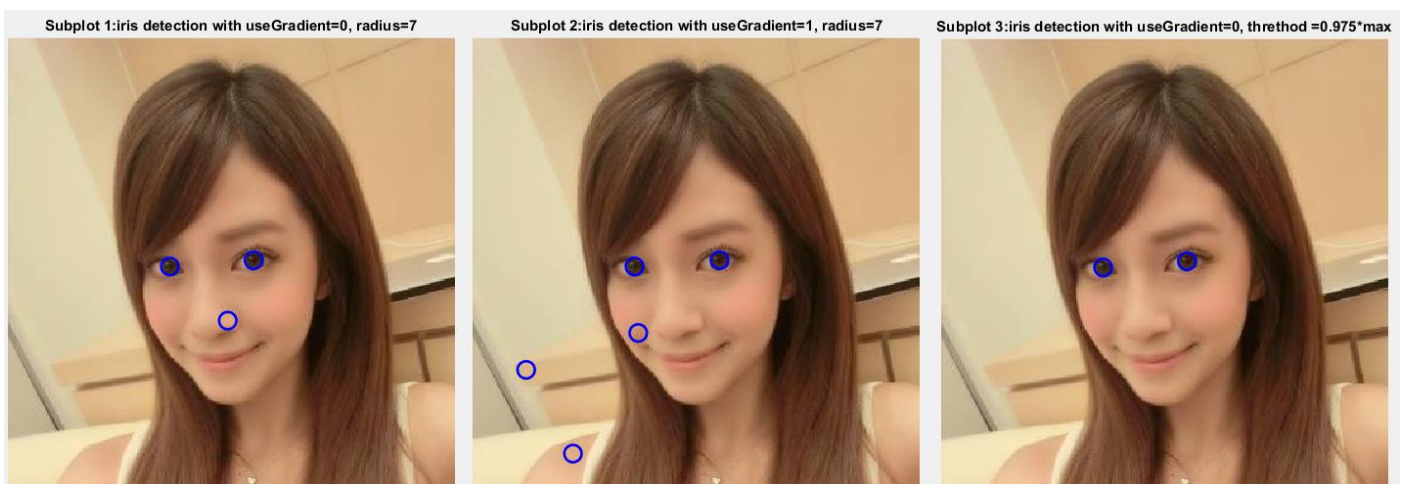 Subplot 1:iris detection with useGradient=0, radius=7
Subplot 2:iris detection with useGradient=1, radius=7
Subplot 3:iris detection with useGradient=0, threthod =0.975*max